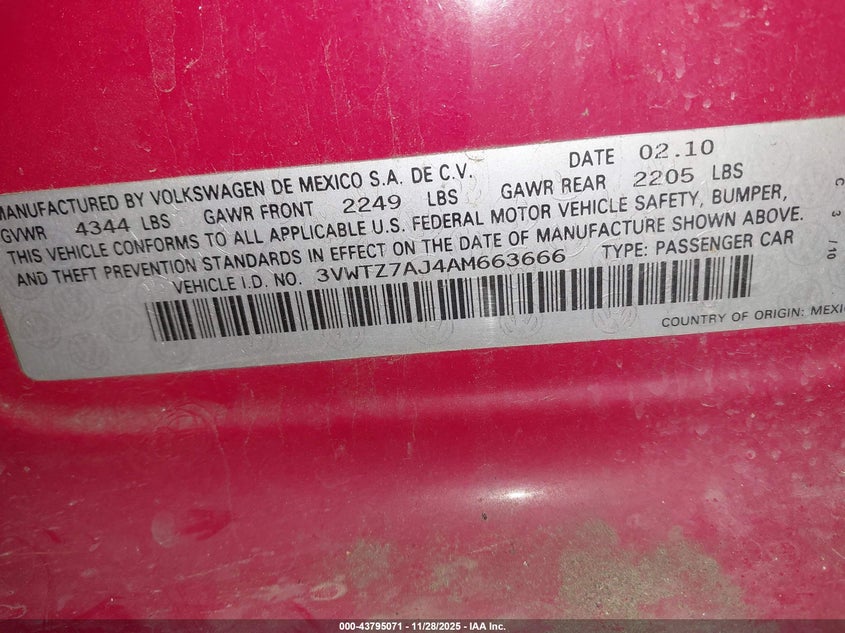 MANUFACTURED BY VOLKSWAGEN DE MEXICO S.A. DE C.V. DATE 02.10
GVWR 4344 LBS GAWR FRONT 2249 LBS GAWR REAR 2205 LBS
THIS VEHICLE CONFORMS TO ALL APPLICABLE U.S. FEDERAL MOTOR VEHICLE SAFETY, BUMPER,
AND THEFT PREVENTION STANDARDS IN EFFECT ON THE DATE OF MANUFACTURE SHOWN ABOVE.
VEHICLE I.D. NO. 3VWTZ7AJ4AM663666 TYPE: PASSENGER CAR
COUNTRY OF ORIGIN: MEXIC
C 3 / 10
000-43795071 - 11/28/2025 - IAA Inc.